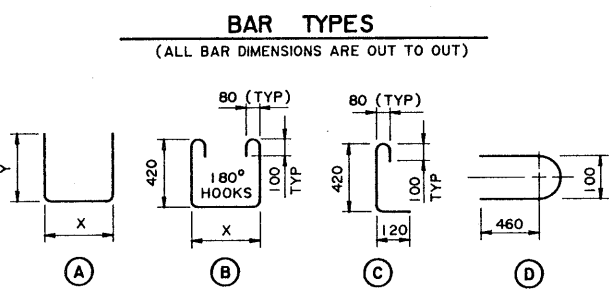 BAR TYPES
(ALL BAR DIMENSIONS ARE OUT TO OUT)
Y
X
A
80 (TYP)
420
180° HOOKS
100 TYP
X
B
80 (TYP)
420
100 TYP
120
C
100
460
D